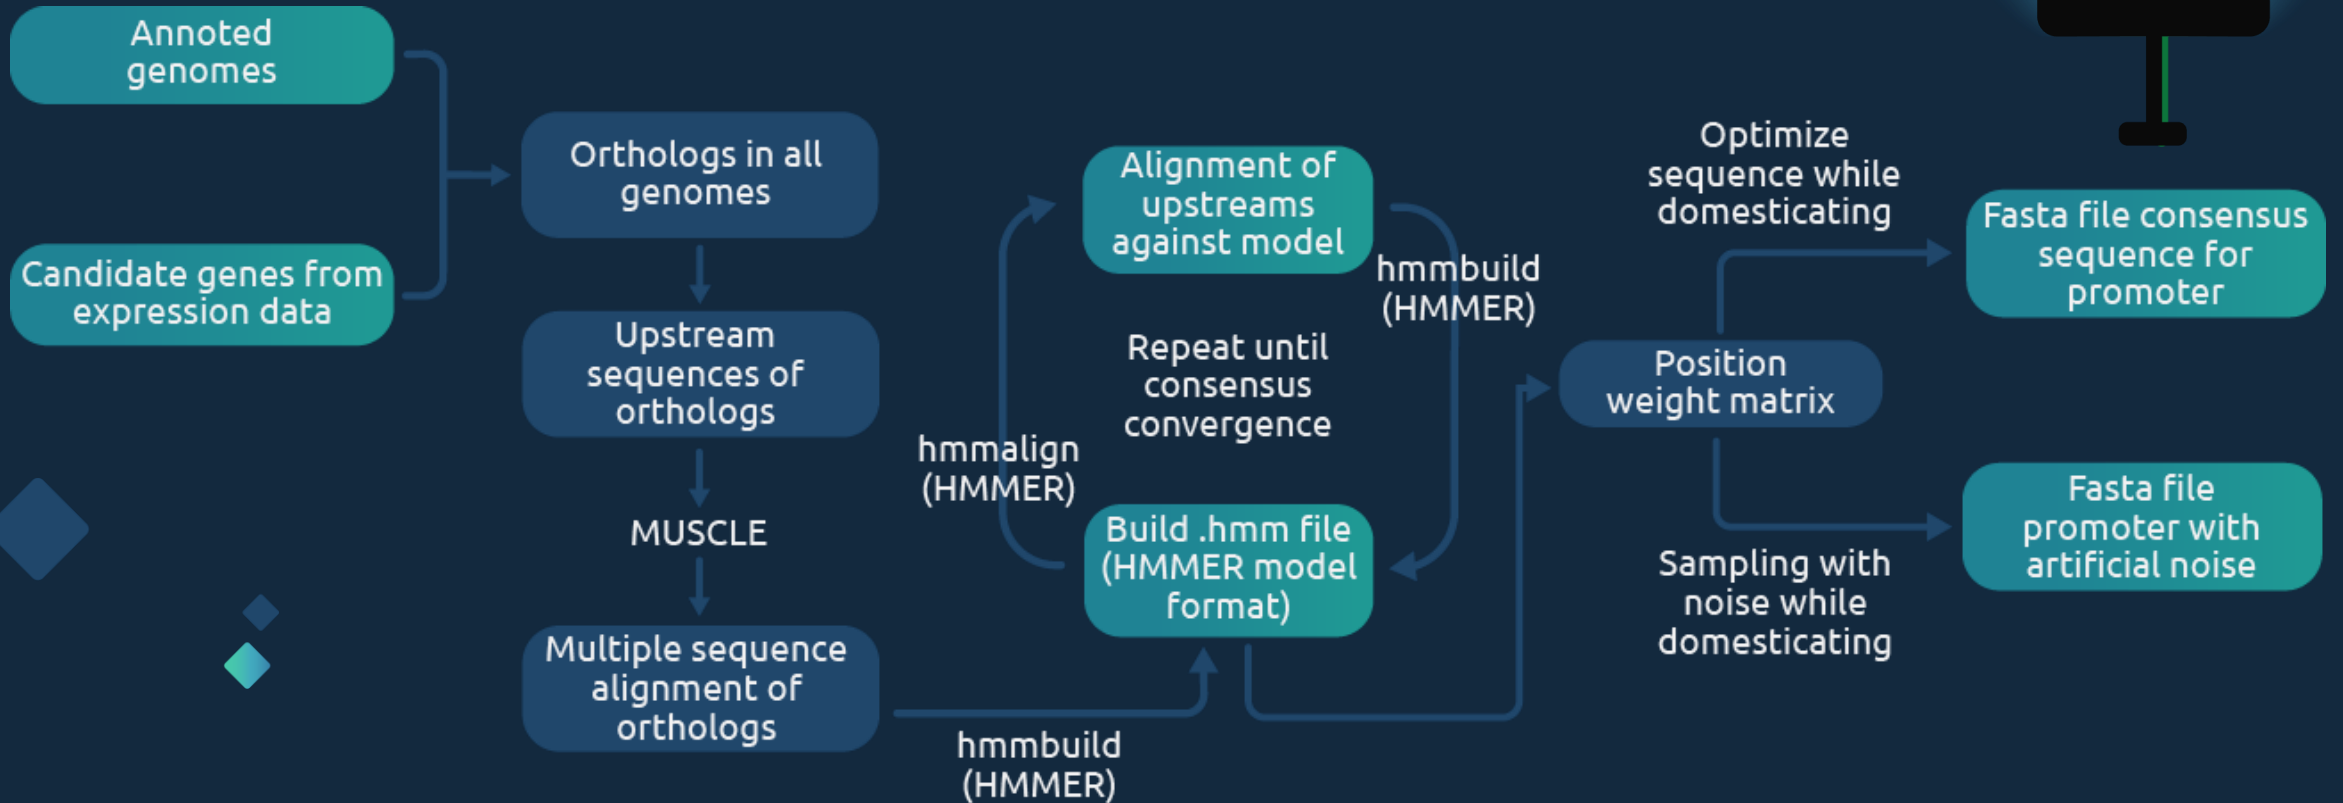 Annoted
genomes
Candidate genes from
expression data
Orthologs in all
genomes
Upstream
sequences of
orthologs
MUSCLE
Multiple sequence
alignment of
orthologs
hmmbuild
(HMMER)
Alignment of
upstreams
against model
hmmbuild
(HMMER)
Repeat until
consensus
convergence
hmmalign
(HMMER)
Build .hmm file
(HMMER model
format)
Position
weight matrix
Optimize
sequence while
domesticating
Fasta file consensus
sequence for
promoter
Sampling with
noise while
domesticating
Fasta file
promoter with
artificial noise